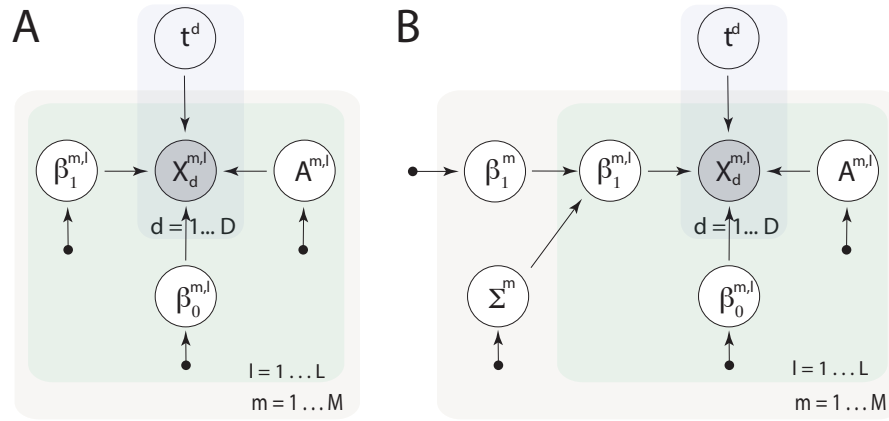 A
t^d
β_1^{m,l}
X_d^{m,l}
A^{m,l}
d = 1... D
β_0^{m,l}
l = 1 . . . L
m = 1 . . . M
B
t^d
β_1^m
β_1^{m,l}
X_d^{m,l}
A^{m,l}
d = 1... D
Σ^m
β_0^{m,l}
l = 1 . . . L
m = 1 . . . M